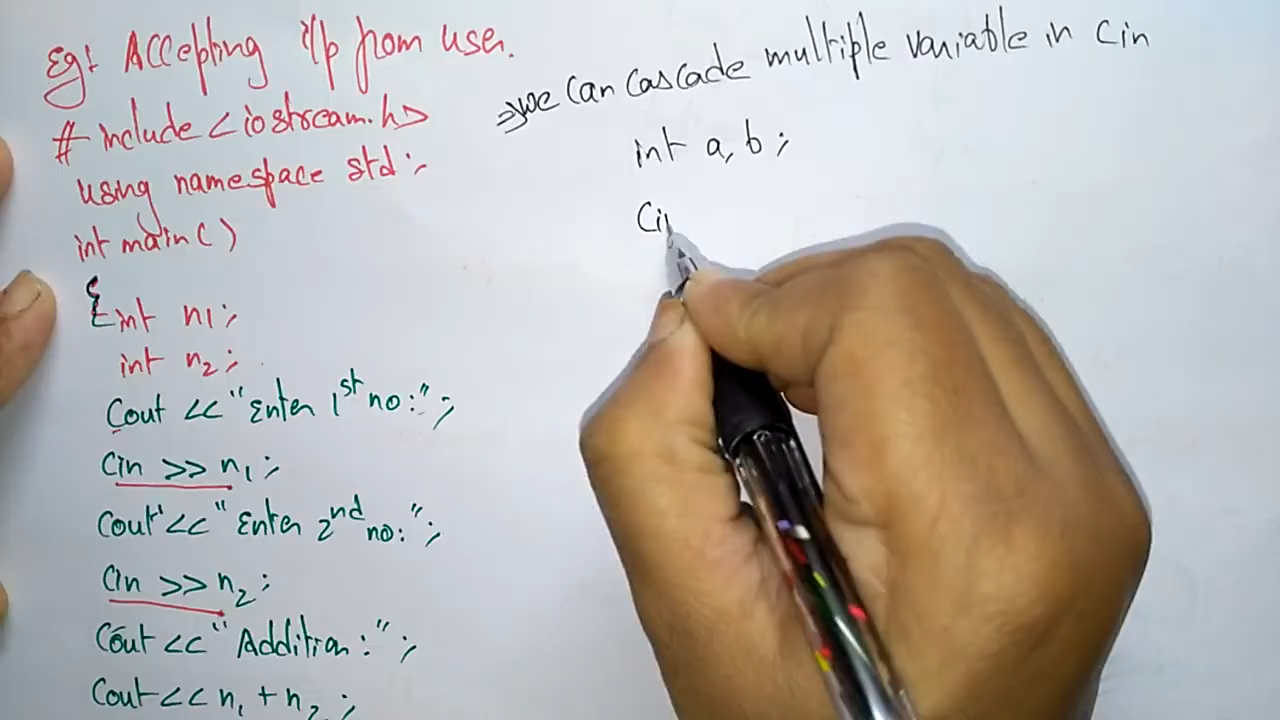 Eg: Accepting i/p from user.
# include <iostream.h>
using namespace std;
int main( )
{ int n1;
int n2;
Cout << "Enter 1st no:";
Cin >> n1;
Cout << "Enter 2nd no:";
Cin >> n2;
Cout << "Addition:";
Cout << n1 + n2;
⇒ we can cascade multiple variable in cin
int a, b;
Cin